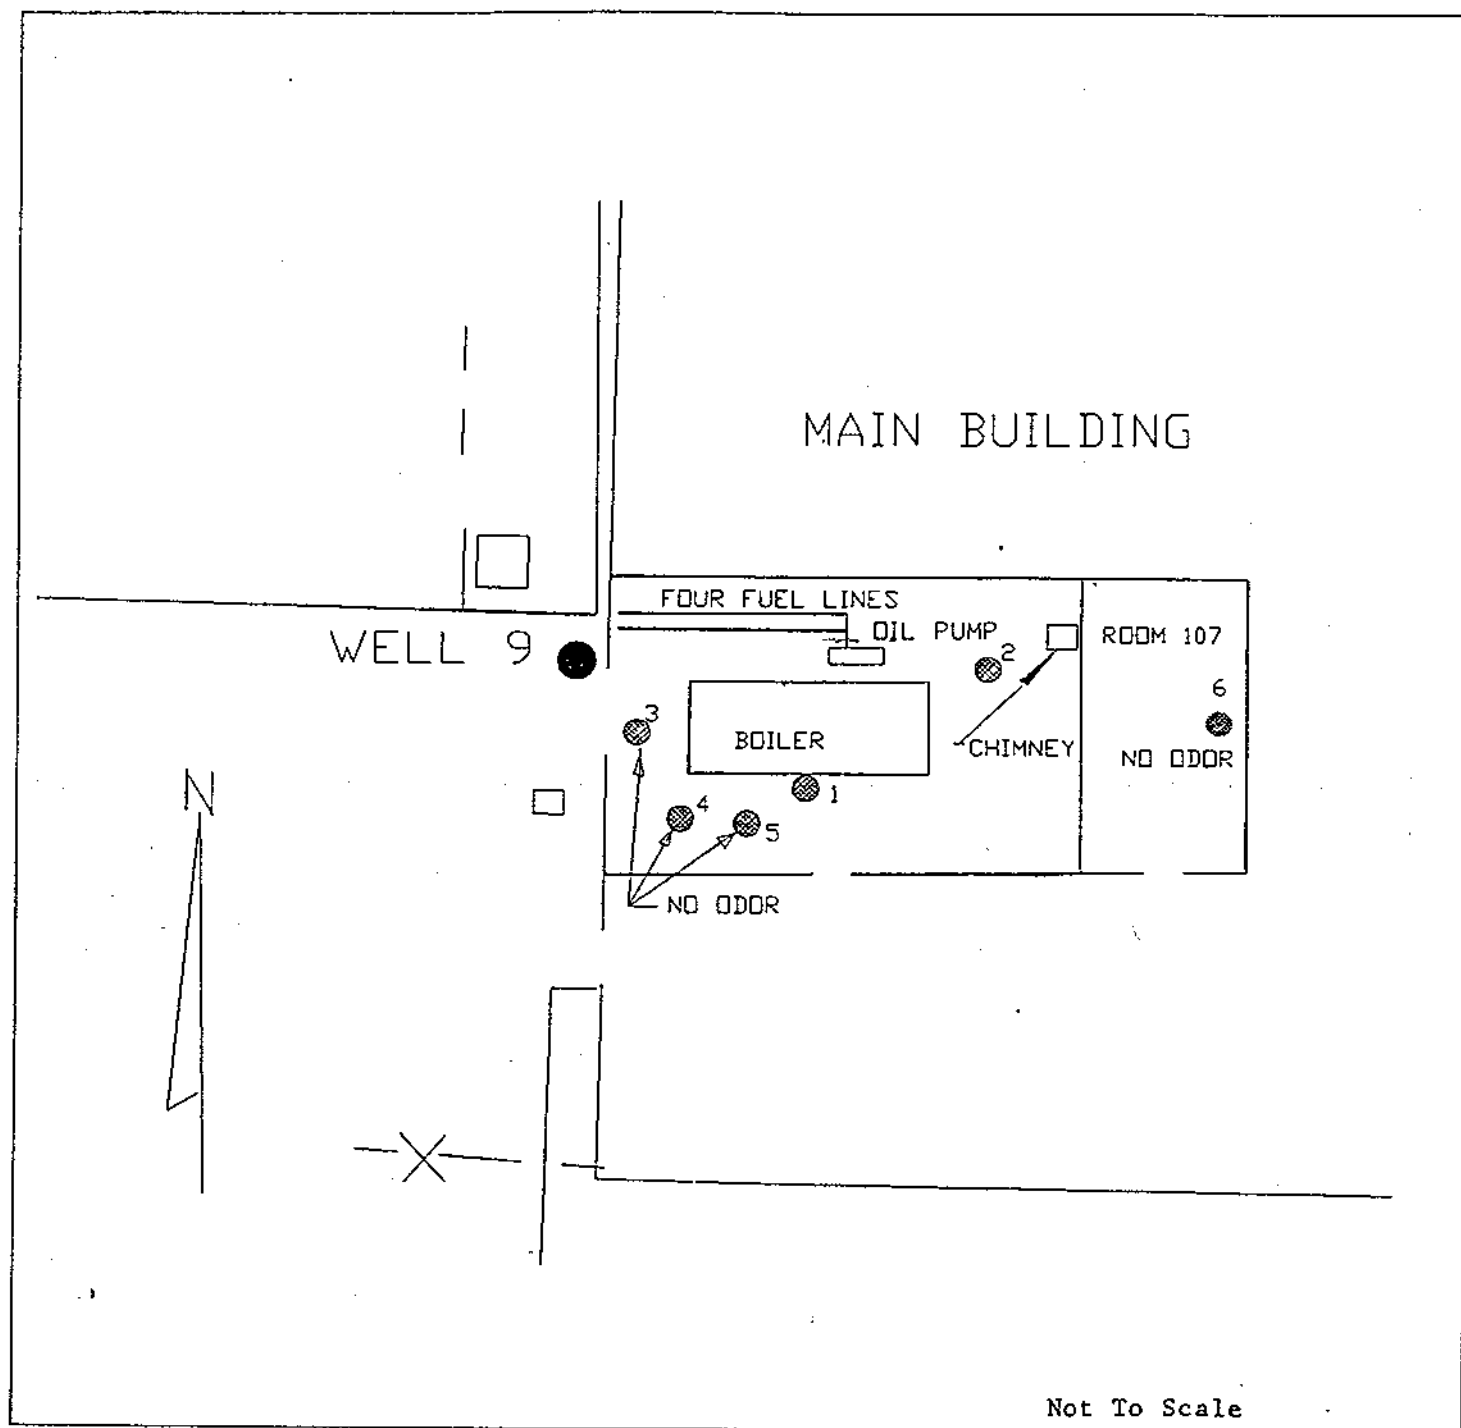 MAIN BUILDING
FOUR FUEL LINES
OIL PUMP
ROOM 107
WELL 9
2
6
3
BOILER
CHIMNEY
NO ODOR
N
1
4
5
NO ODOR
X
Not To Scale